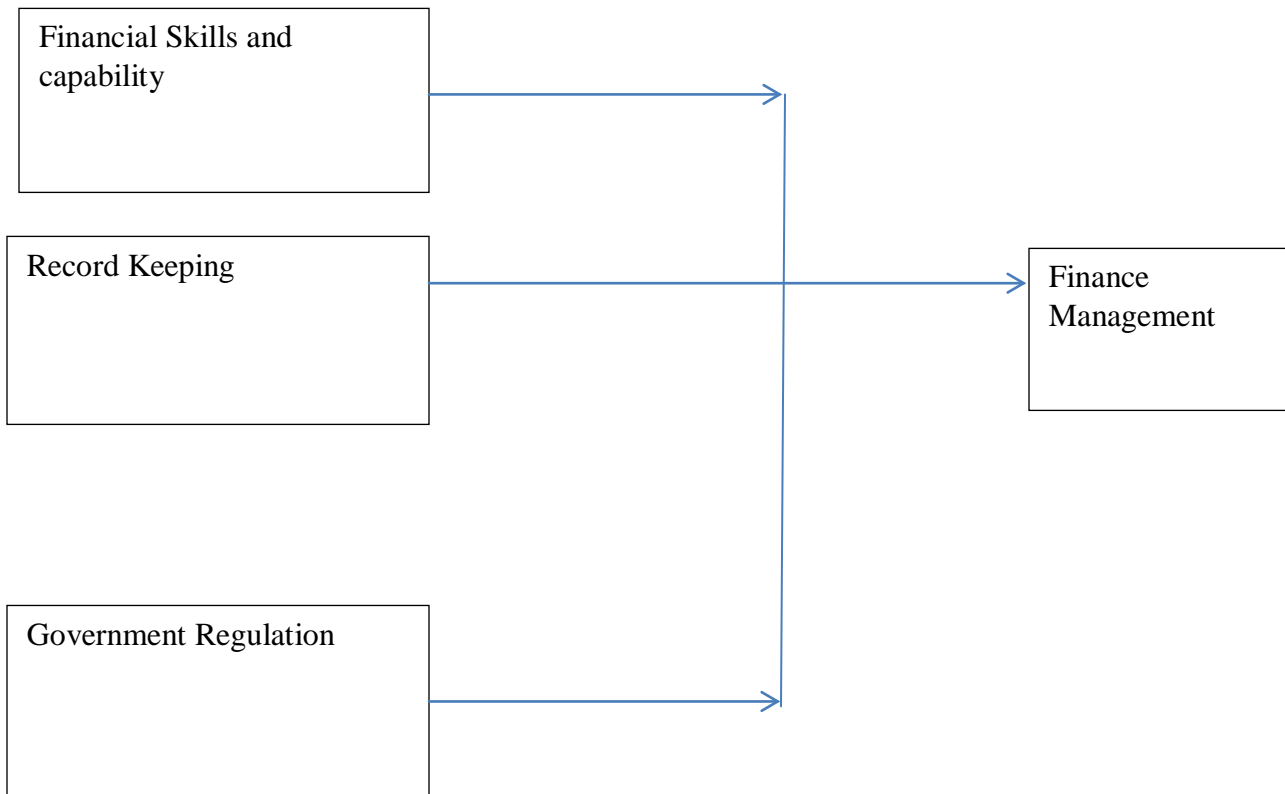 Financial Skills and
capability
Record Keeping
Finance
Management
Government Regulation